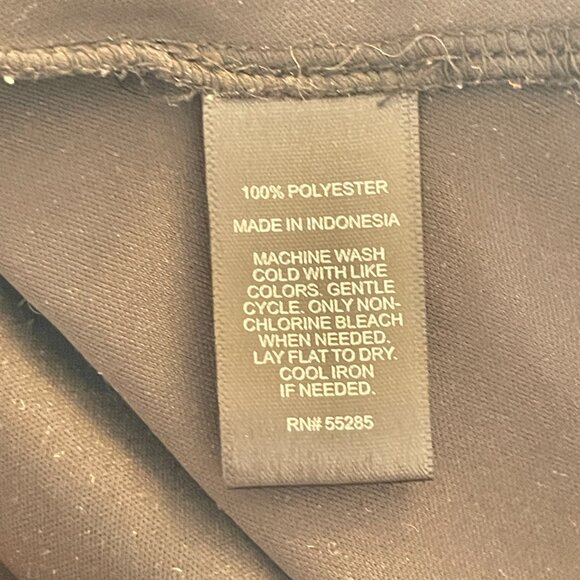 100% POLYESTER
MADE IN INDONESIA
MACHINE WASH
COLD WITH LIKE
COLORS. GENTLE
CYCLE. ONLY NON-
CHLORINE BLEACH
WHEN NEEDED.
LAY FLAT TO DRY.
COOL IRON
IF NEEDED.
RN# 55285